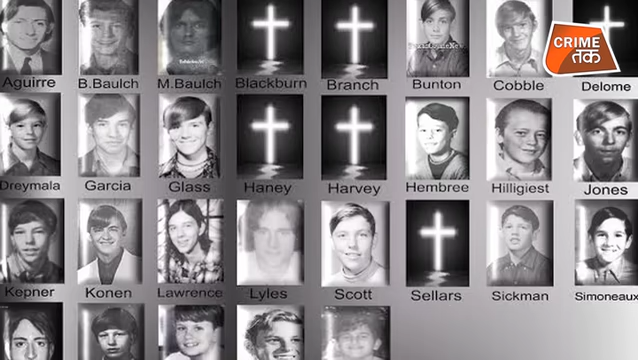 CRIME
तक
Aguirre B.Baulch M.Baulch Blackburn Branch Bunton Cobble Delome
Dreymala Garcia Glass Haney Harvey Hembree Hilligiest Jones
Kepner Konen Lawrence Lyles Scott Sellars Sickman Simoneaux